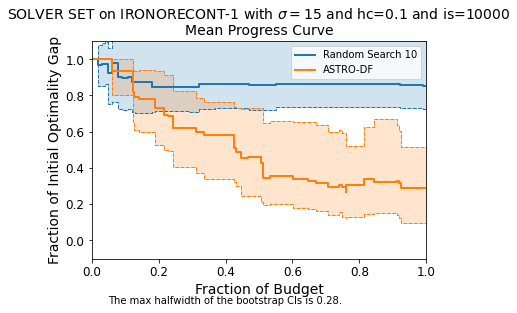 SOLVER SET on IRONORECONT-1 with σ = 15 and hc=0.1 and is=10000
Mean Progress Curve
Random Search 10
ASTRO-DF
Fraction of Initial Optimality Gap
1.0
0.8
0.6
0.4
0.2
0.0
0.0 0.2 0.4 0.6 0.8 1.0
Fraction of Budget
The max halfwidth of the bootstrap CIs is 0.28.